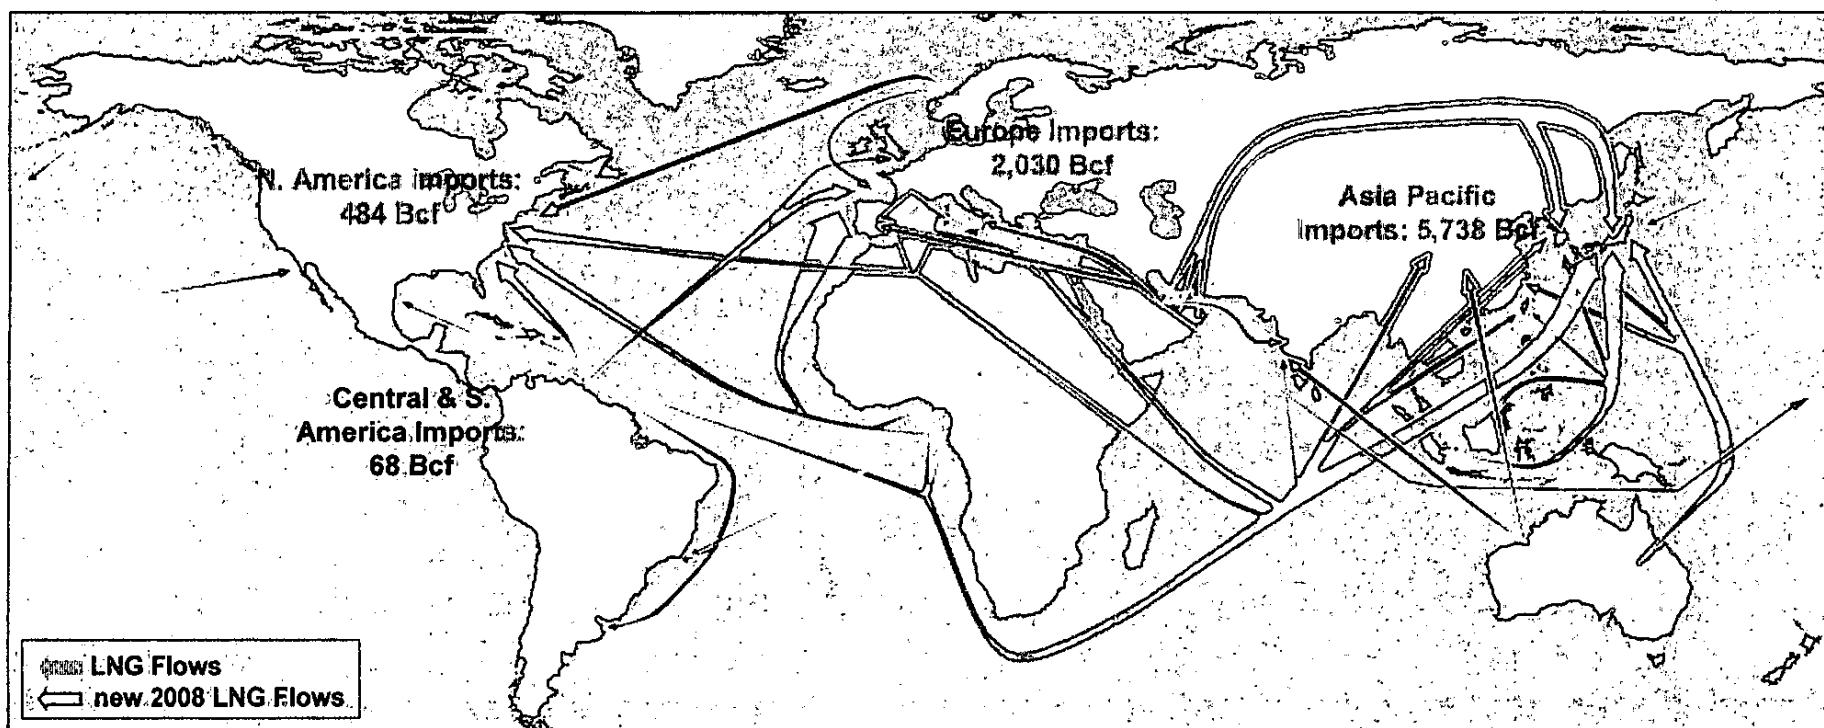 Europe Imports:
2,030 Bcf
N. America imports:
484 Bcf
Asia Pacific
Imports: 5,738 Bcf
Central & S.
America Imports:
68 Bcf
LNG Flows
new 2008 LNG Flows